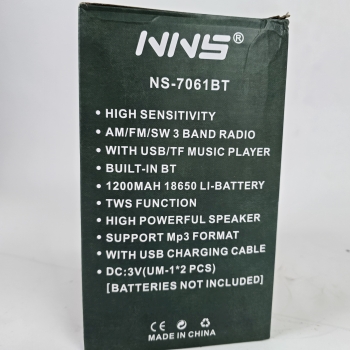 NNS®
NS-7061BT
• HIGH SENSITIVITY
• AM/FM/SW 3 BAND RADIO
• WITH USB/TF MUSIC PLAYER
• BUILT-IN BT
• 1200MAH 18650 LI-BATTERY
• TWS FUNCTION
• HIGH POWERFUL SPEAKER
• SUPPORT Mp3 FORMAT
• WITH USB CHARGING CABLE
• DC:3V(UM-1*2 PCS)
[BATTERIES NOT INCLUDED]
CE
MADE IN CHINA